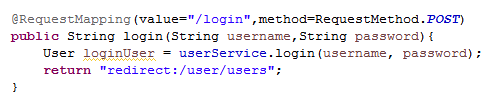 @RequestMapping(value="/login",method=RequestMethod.POST)
public String login(String username,String password){
    User loginUser = userService.login(username, password);
    return "redirect:/user/users";
}